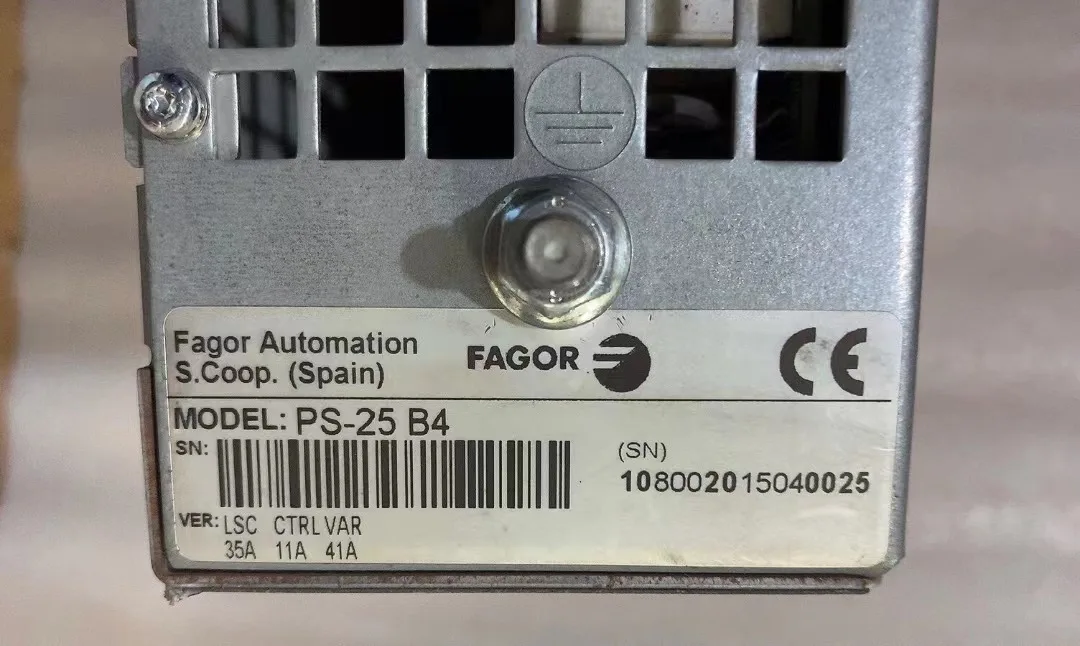 Fagor Automation
S.Coop. (Spain)
FAGOR
CE
MODEL: PS-25 B4
SN:
(SN)
108002015040025
VER: LSC CTRL VAR
35A 11A 41A